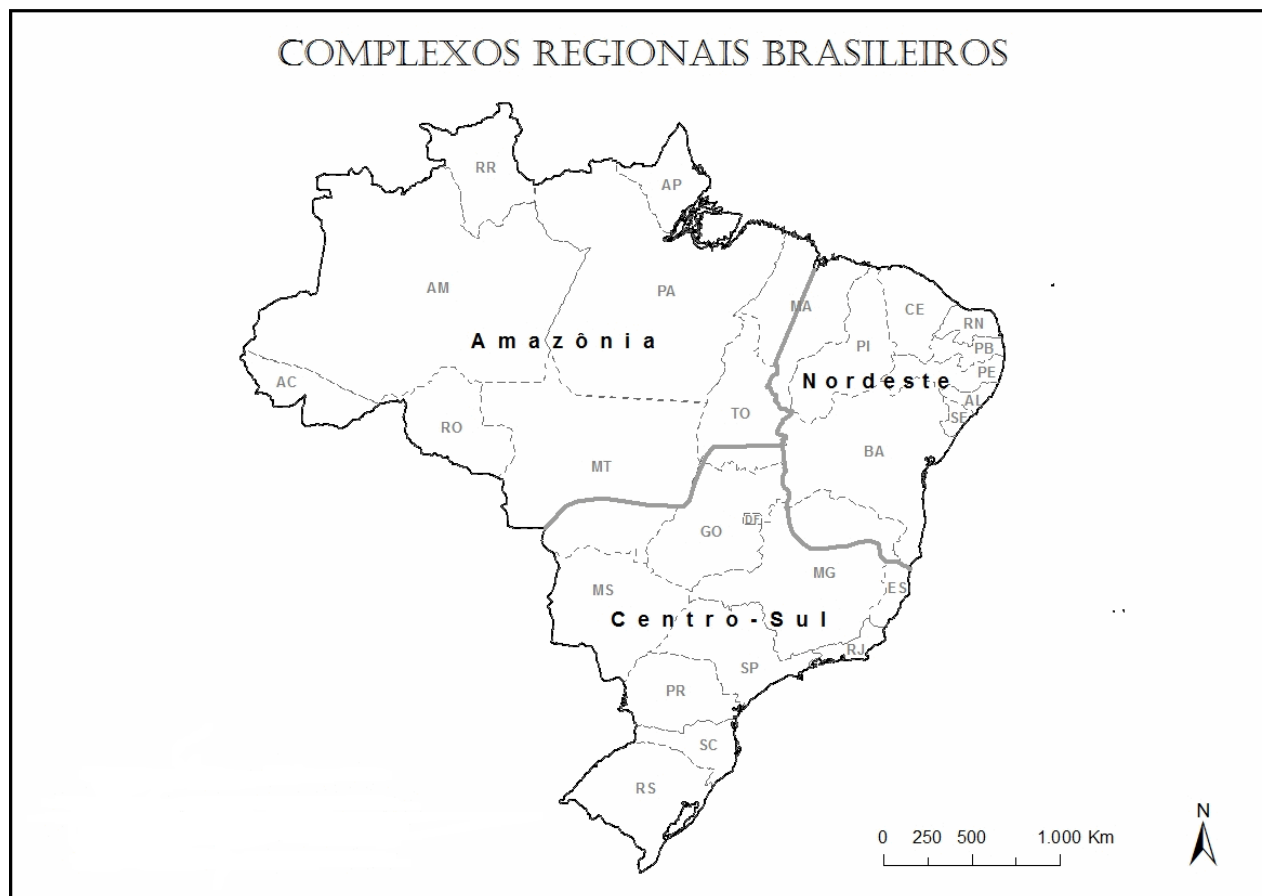 COMPLEXOS REGIONAIS BRASILEIROS
RR
AP
AM
PA
MA
CE
RN
PI
PB
Amazônia
PE
Nordeste
AC
AL
TO
SE
RO
BA
MT
DF
GO
MG
MS
ES
Centro-Sul
RJ
SP
PR
SC
RS
N
0 250 500 1.000 Km